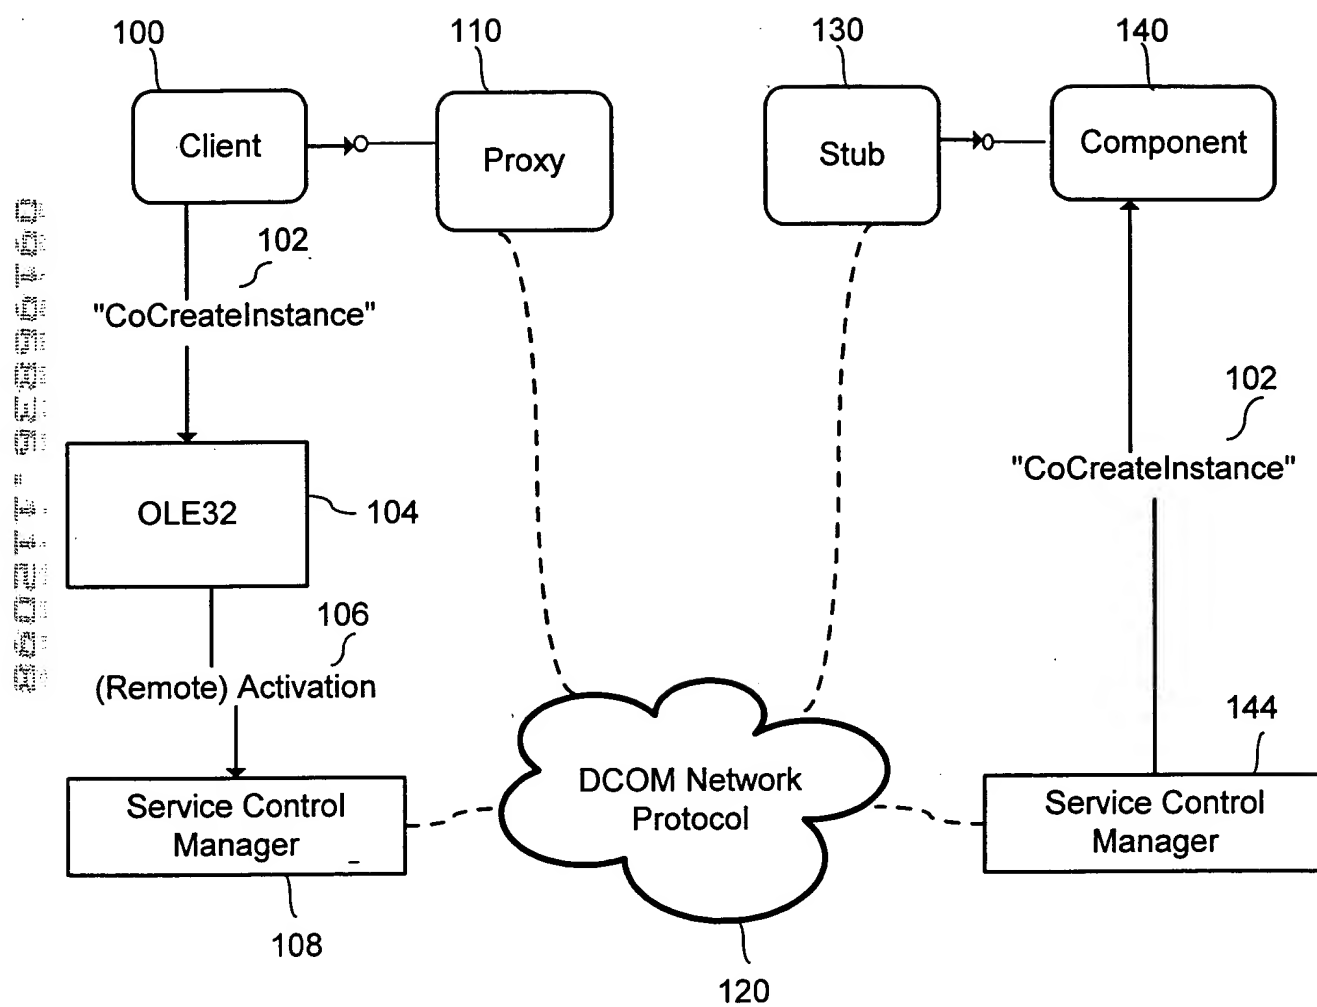 100
110
130
140
Client
Proxy
Stub
Component
102
"CoCreateInstance"
102
"CoCreateInstance"
OLE32
104
106
(Remote) Activation
144
DCOM Network
Protocol
Service Control
Manager
Service Control
Manager
108
120